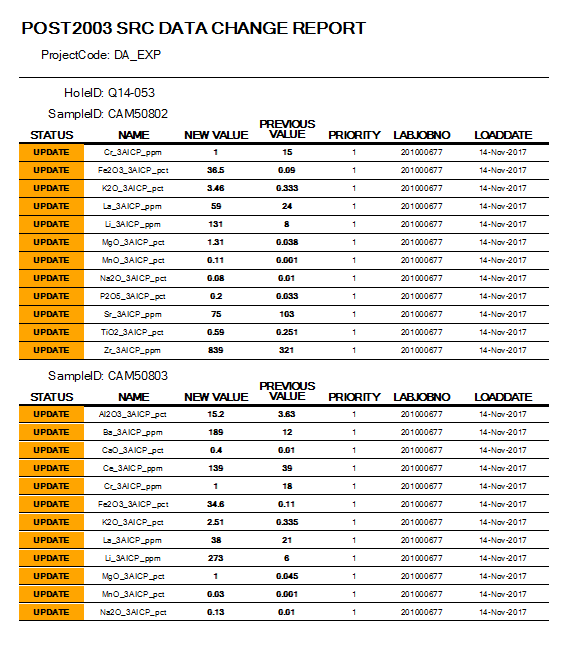 POST2003 SRC DATA CHANGE REPORT
ProjectCode: DA_EXP
HoleID: Q14-053
SampleID: CAM50802
STATUS NAME NEW VALUE PREVIOUS VALUE PRIORITY LABJOBNO LOADDATE
UPDATE Cr_3AICP_ppm 1 15 1 201000677 14-Nov-2017
UPDATE Fe2O3_3AICP_pct 36.5 0.09 1 201000677 14-Nov-2017
UPDATE K2O_3AICP_pct 3.46 0.333 1 201000677 14-Nov-2017
UPDATE La_3AICP_ppm 59 24 1 201000677 14-Nov-2017
UPDATE Li_3AICP_ppm 131 8 1 201000677 14-Nov-2017
UPDATE MgO_3AICP_pct 1.31 0.038 1 201000677 14-Nov-2017
UPDATE MnO_3AICP_pct 0.11 0.001 1 201000677 14-Nov-2017
UPDATE Na2O_3AICP_pct 0.08 0.01 1 201000677 14-Nov-2017
UPDATE P2O5_3AICP_pct 0.2 0.033 1 201000677 14-Nov-2017
UPDATE Sr_3AICP_ppm 75 163 1 201000677 14-Nov-2017
UPDATE TiO2_3AICP_pct 0.59 0.251 1 201000677 14-Nov-2017
UPDATE Zr_3AICP_ppm 839 321 1 201000677 14-Nov-2017
SampleID: CAM50803
STATUS NAME NEW VALUE PREVIOUS VALUE PRIORITY LABJOBNO LOADDATE
UPDATE Al2O3_3AICP_pct 15.2 3.63 1 201000677 14-Nov-2017
UPDATE Ba_3AICP_ppm 189 12 1 201000677 14-Nov-2017
UPDATE CaO_3AICP_pct 0.4 0.01 1 201000677 14-Nov-2017
UPDATE Ce_3AICP_ppm 139 39 1 201000677 14-Nov-2017
UPDATE Cr_3AICP_ppm 1 18 1 201000677 14-Nov-2017
UPDATE Fe2O3_3AICP_pct 34.6 0.11 1 201000677 14-Nov-2017
UPDATE K2O_3AICP_pct 2.51 0.335 1 201000677 14-Nov-2017
UPDATE La_3AICP_ppm 38 21 1 201000677 14-Nov-2017
UPDATE Li_3AICP_ppm 273 6 1 201000677 14-Nov-2017
UPDATE MgO_3AICP_pct 1 0.045 1 201000677 14-Nov-2017
UPDATE MnO_3AICP_pct 0.03 0.001 1 201000677 14-Nov-2017
UPDATE Na2O_3AICP_pct 0.13 0.01 1 201000677 14-Nov-2017